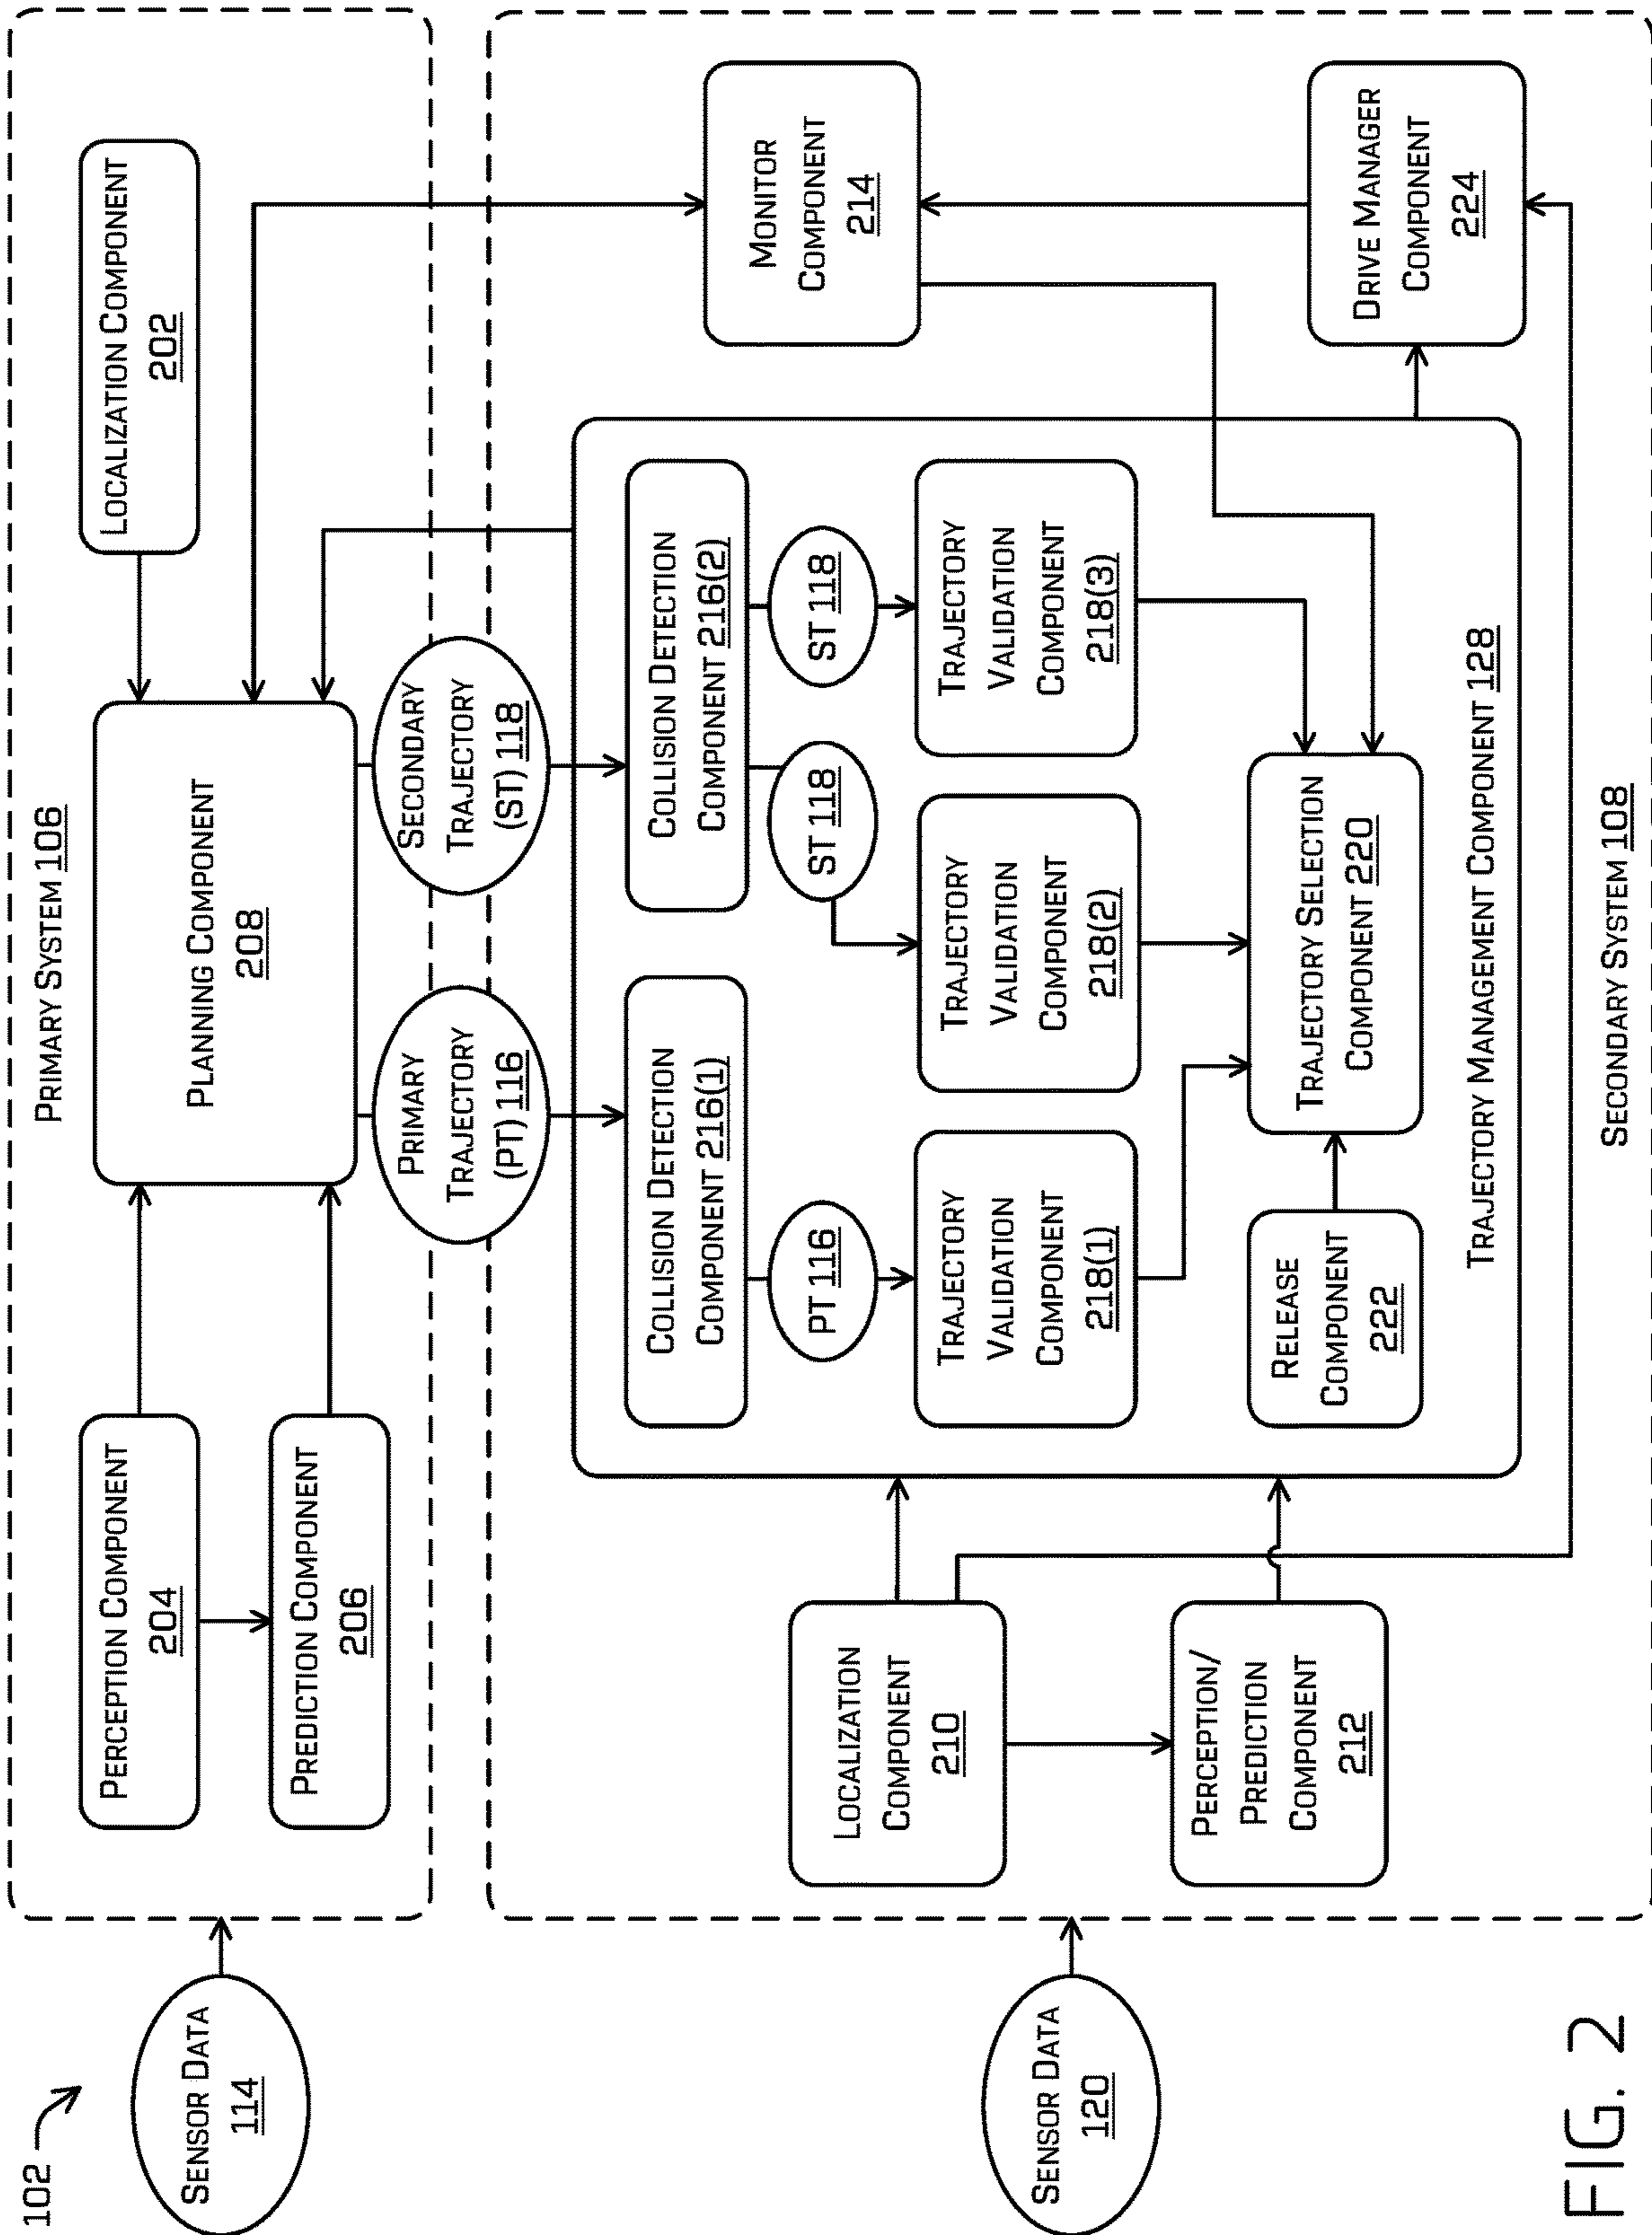 102
PRIMARY SYSTEM 106
SENSOR DATA
114
PERCEPTION COMPONENT
204
PREDICTION COMPONENT
206
PLANNING COMPONENT
208
LOCALIZATION COMPONENT
202
PRIMARY
TRAJECTORY
(PT) 116
SECONDARY
TRAJECTORY
(ST) 118
SENSOR DATA
120
LOCALIZATION
COMPONENT
210
PERCEPTION/
PREDICTION
COMPONENT
212
COLLISION DETECTION
COMPONENT 216(1)
COLLISION DETECTION
COMPONENT 216(2)
PT 116
ST 118
ST 118
TRAJECTORY
VALIDATION
COMPONENT
218(1)
TRAJECTORY
VALIDATION
COMPONENT
218(2)
TRAJECTORY
VALIDATION
COMPONENT
218(3)
RELEASE
COMPONENT
222
TRAJECTORY SELECTION
COMPONENT 220
TRAJECTORY MANAGEMENT COMPONENT 128
MONITOR
COMPONENT
214
DRIVE MANAGER
COMPONENT
224
SECONDARY SYSTEM 108
FIG. 2